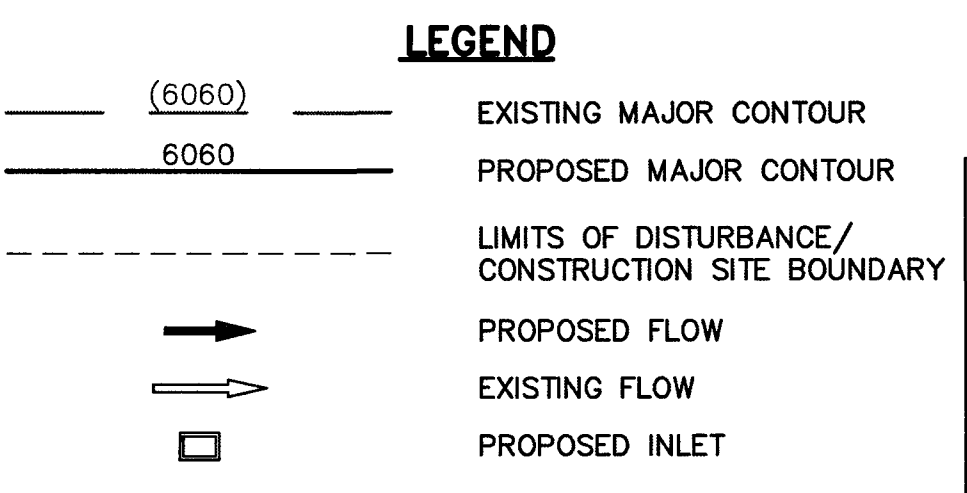 LEGEND
(6060)
EXISTING MAJOR CONTOUR
6060
PROPOSED MAJOR CONTOUR
LIMITS OF DISTURBANCE/
CONSTRUCTION SITE BOUNDARY
PROPOSED FLOW
EXISTING FLOW
PROPOSED INLET